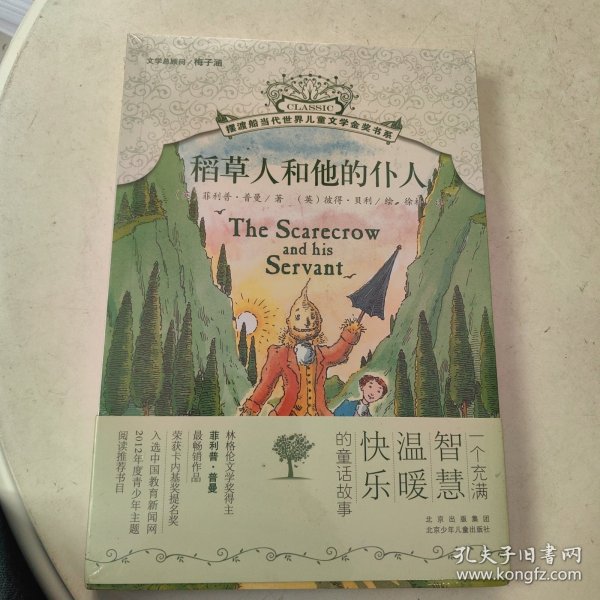 文学总顾问/梅子涵
CLASSIC
摆渡船当代世界儿童文学金奖书系
稻草人和他的仆人
菲利普·普曼/著 (英)彼得·贝利/绘 徐
The Scarecrow
and his
Servant
一个充满
智慧
温暖
快乐
的童话故事
林格伦文学奖得主
菲利普·普曼
最畅销作品
荣获卡内基奖提名奖
入选中国教育新闻网
2012年度青少年主题
阅读推荐书目
北京出版集团
北京少年儿童出版社
孔夫子旧书网
www.kongfz.com